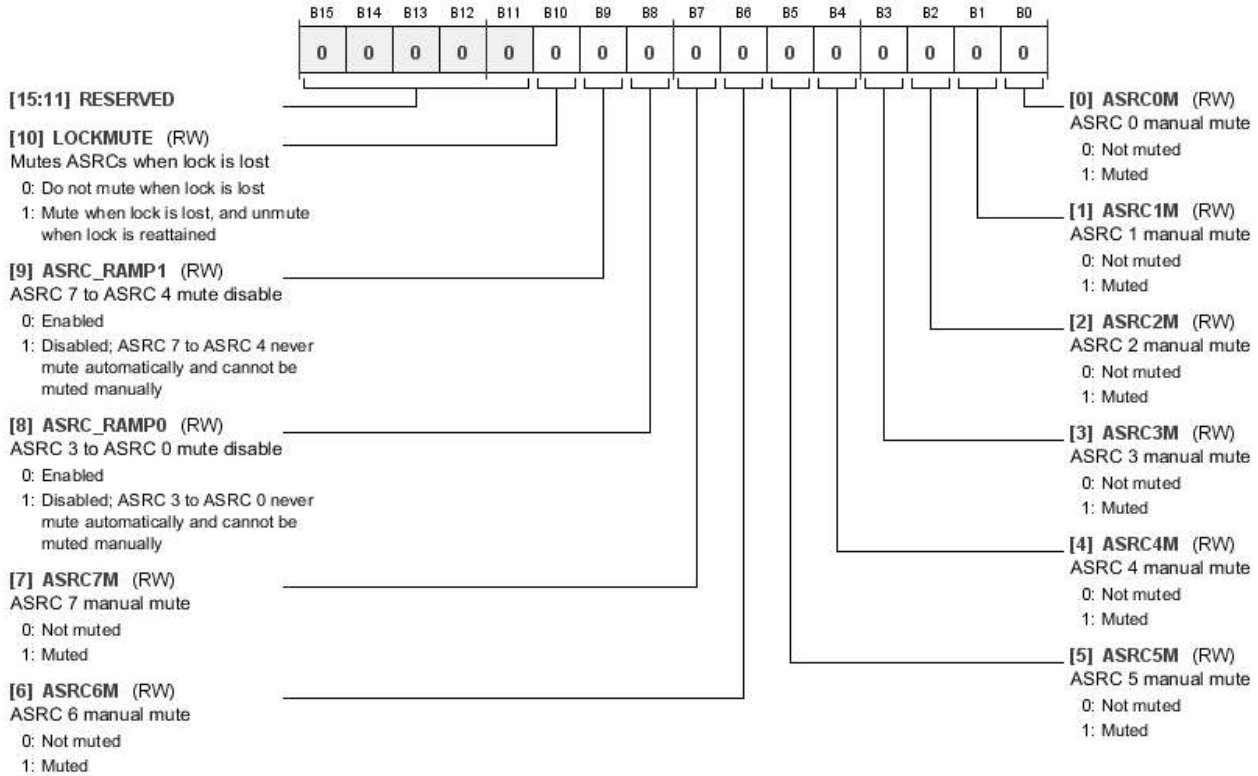 B15 B14 B13 B12 B11 B10 B9 B8 B7 B6 B5 B4 B3 B2 B1 B0
0 0 0 0 0 0 0 0 0 0 0 0 0 0 0 0
[15:11] RESERVED
[10] LOCKMUTE (RW)
Mutes ASRCs when lock is lost
0: Do not mute when lock is lost
1: Mute when lock is lost, and unmute
when lock is reattained
[9] ASRC_RAMP1 (RW)
ASRC 7 to ASRC 4 mute disable
0: Enabled
1: Disabled; ASRC 7 to ASRC 4 never
mute automatically and cannot be
muted manually
[8] ASRC_RAMP0 (RW)
ASRC 3 to ASRC 0 mute disable
0: Enabled
1: Disabled; ASRC 3 to ASRC 0 never
mute automatically and cannot be
muted manually
[7] ASRC7M (RW)
ASRC 7 manual mute
0: Not muted
1: Muted
[6] ASRC6M (RW)
ASRC 6 manual mute
0: Not muted
1: Muted
[0] ASRC0M (RW)
ASRC 0 manual mute
0: Not muted
1: Muted
[1] ASRC1M (RW)
ASRC 1 manual mute
0: Not muted
1: Muted
[2] ASRC2M (RW)
ASRC 2 manual mute
0: Not muted
1: Muted
[3] ASRC3M (RW)
ASRC 3 manual mute
0: Not muted
1: Muted
[4] ASRC4M (RW)
ASRC 4 manual mute
0: Not muted
1: Muted
[5] ASRC5M (RW)
ASRC 5 manual mute
0: Not muted
1: Muted